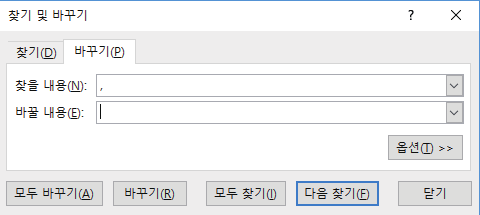 찾기 및 바꾸기
찾기(D) 바꾸기(P)
찾을 내용(N): ,
바꿀 내용(E):
옵션(T) >>
모두 바꾸기(A) 바꾸기(R) 모두 찾기(I) 다음 찾기(F) 닫기